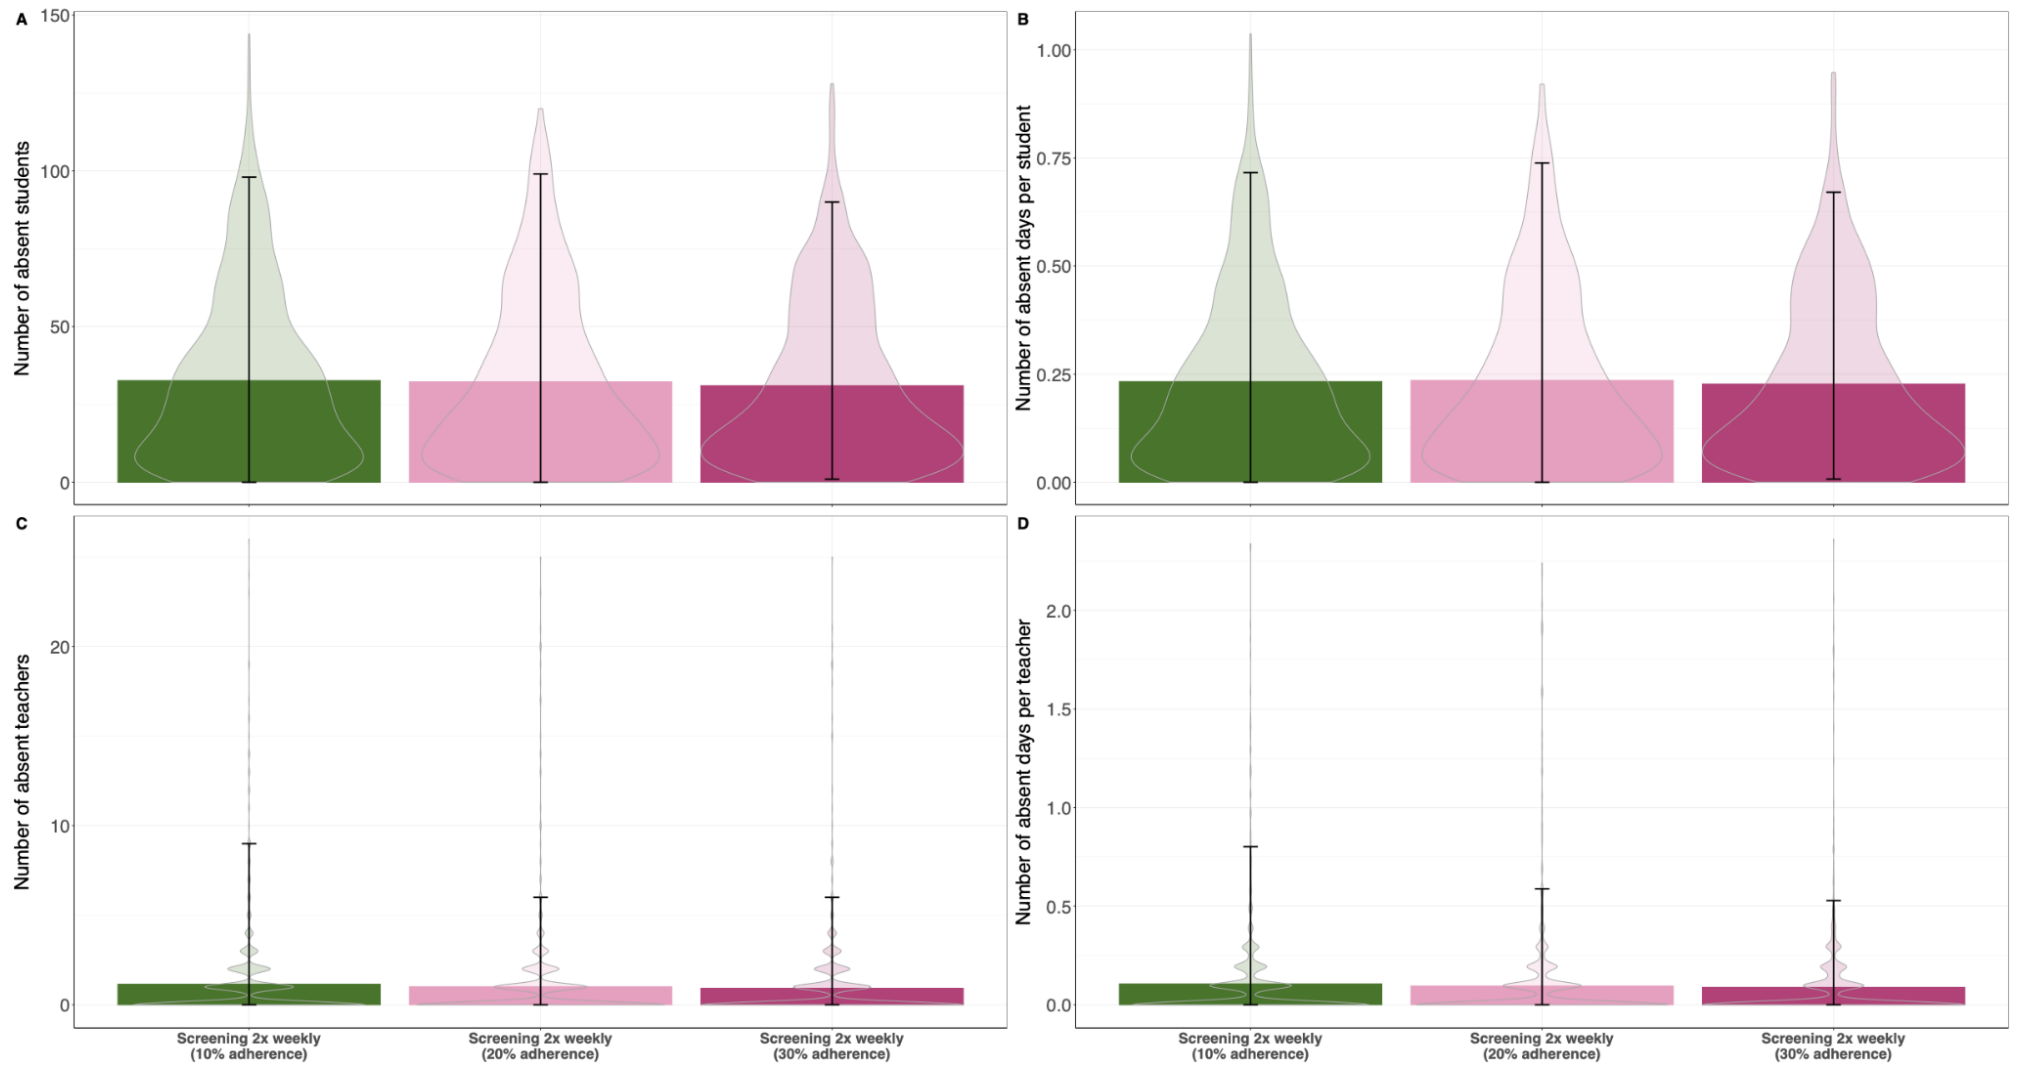 A
Number of absent students
150
100
50
0
B
Number of absent days per student
1.00
0.75
0.50
0.25
0.00
C
Number of absent teachers
20
10
0
Screening 2x weekly
(10% adherence)
Screening 2x weekly
(20% adherence)
Screening 2x weekly
(30% adherence)
D
Number of absent days per teacher
2.0
1.5
1.0
0.5
0.0
Screening 2x weekly
(10% adherence)
Screening 2x weekly
(20% adherence)
Screening 2x weekly
(30% adherence)